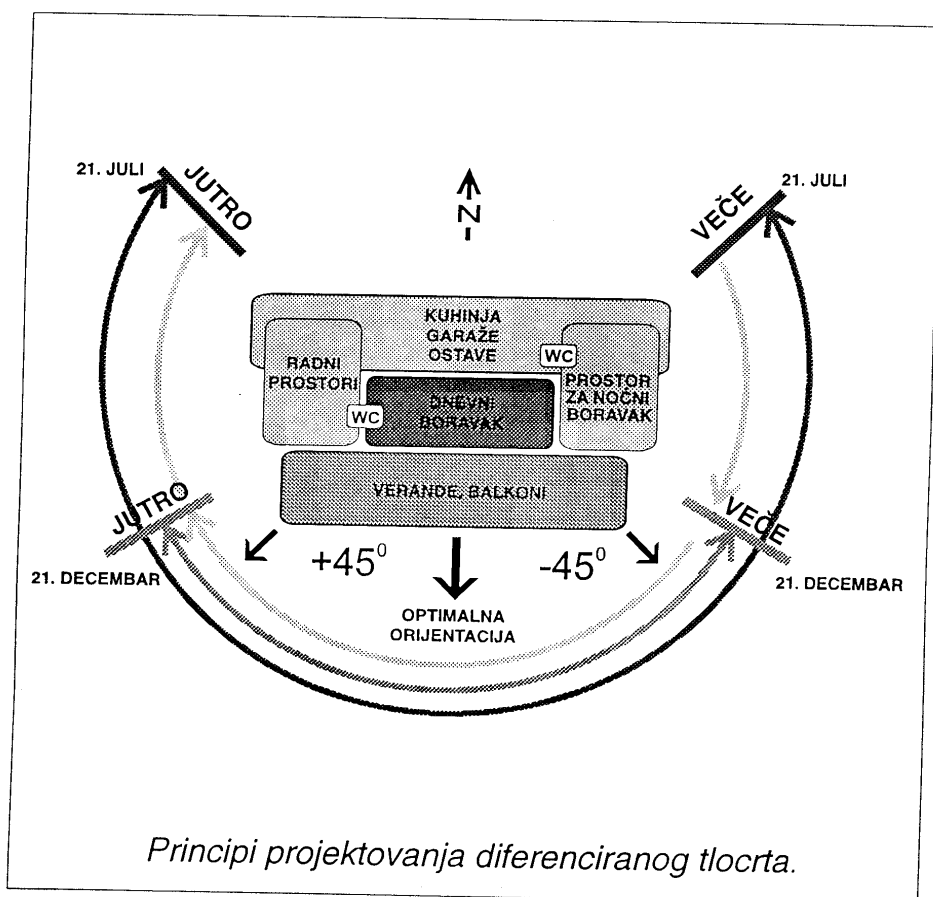 21. JULI
JUTRO
N
VEČE
21. JULI
KUHINJA
GARAŽE
OSTAVE
WC
RADNI
PROSTORI
PROSTOR
ZA NOĆNI
BORAVAK
WC
DNEVNI
BORAVAK
VERANDE, BALKONI
JUTRO
VEČE
+45⁰
-45⁰
21. DECEMBAR
21. DECEMBAR
OPTIMALNA
ORIJENTACIJA
Principi projektovanja diferenciranog tlocrta.